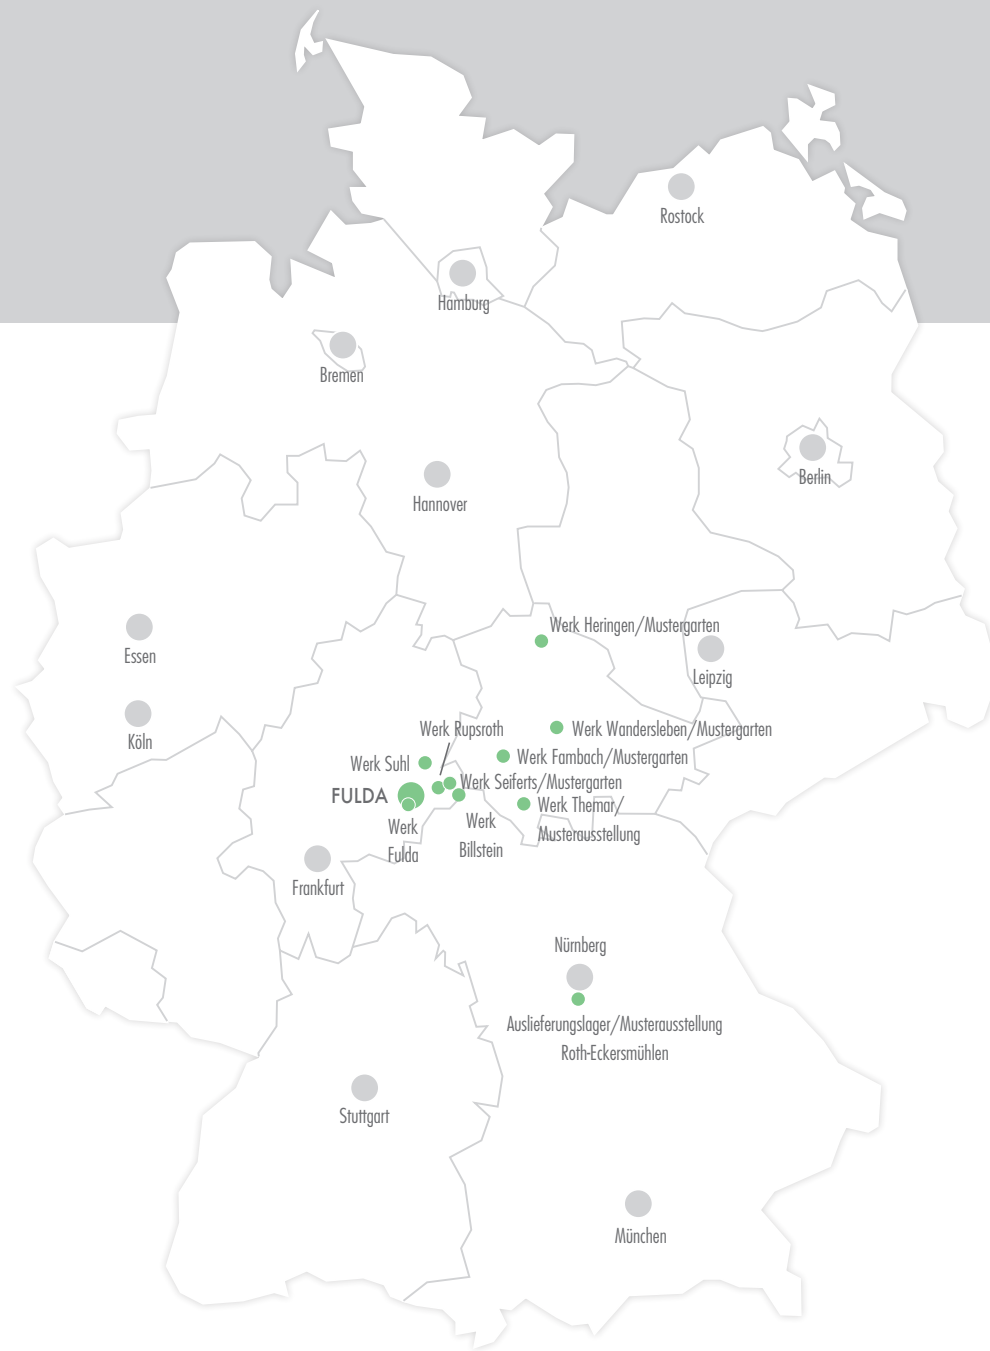 Rostock
Hamburg
Bremen
Berlin
Hannover
Werk Heringen/Mustergarten
Essen
Leipzig
Köln
Werk Rupsroth
Werk Wandersleben/Mustergarten
Werk Fambach/Mustergarten
Werk Suhl
Werk Seiferts/Mustergarten
FULDA
Werk Themar/
Musterausstellung
Werk
Billstein
Werk
Fulda
Frankfurt
Nürnberg
Auslieferungslager/Musterausstellung
Roth-Eckersmühlen
Stuttgart
München